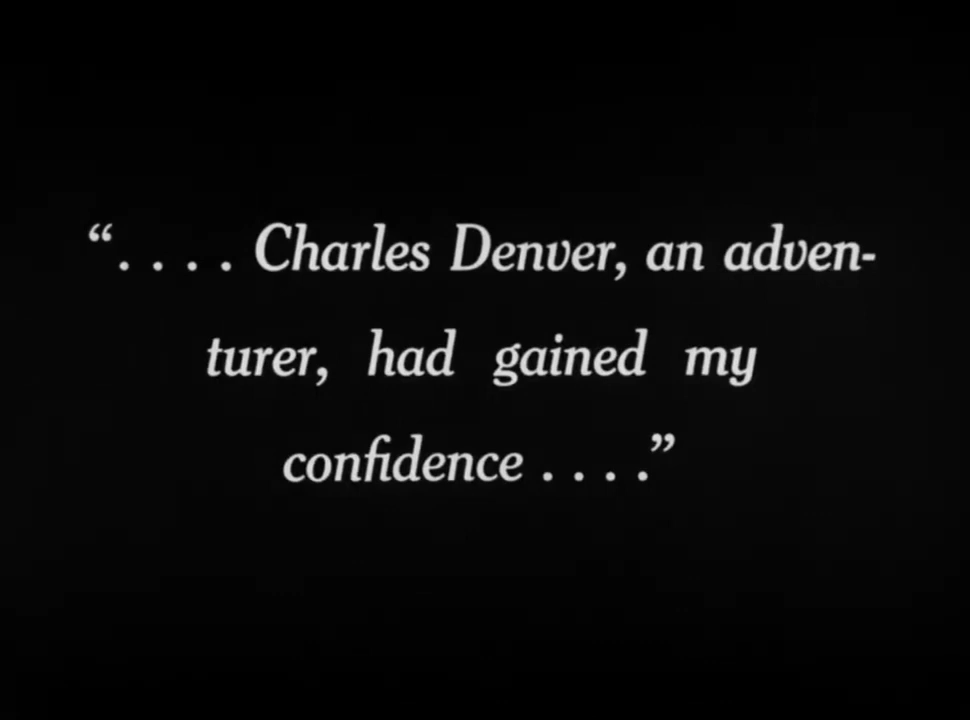 “. . . . Charles Denver, an adven-
turer, had gained my
confidence . . . .”